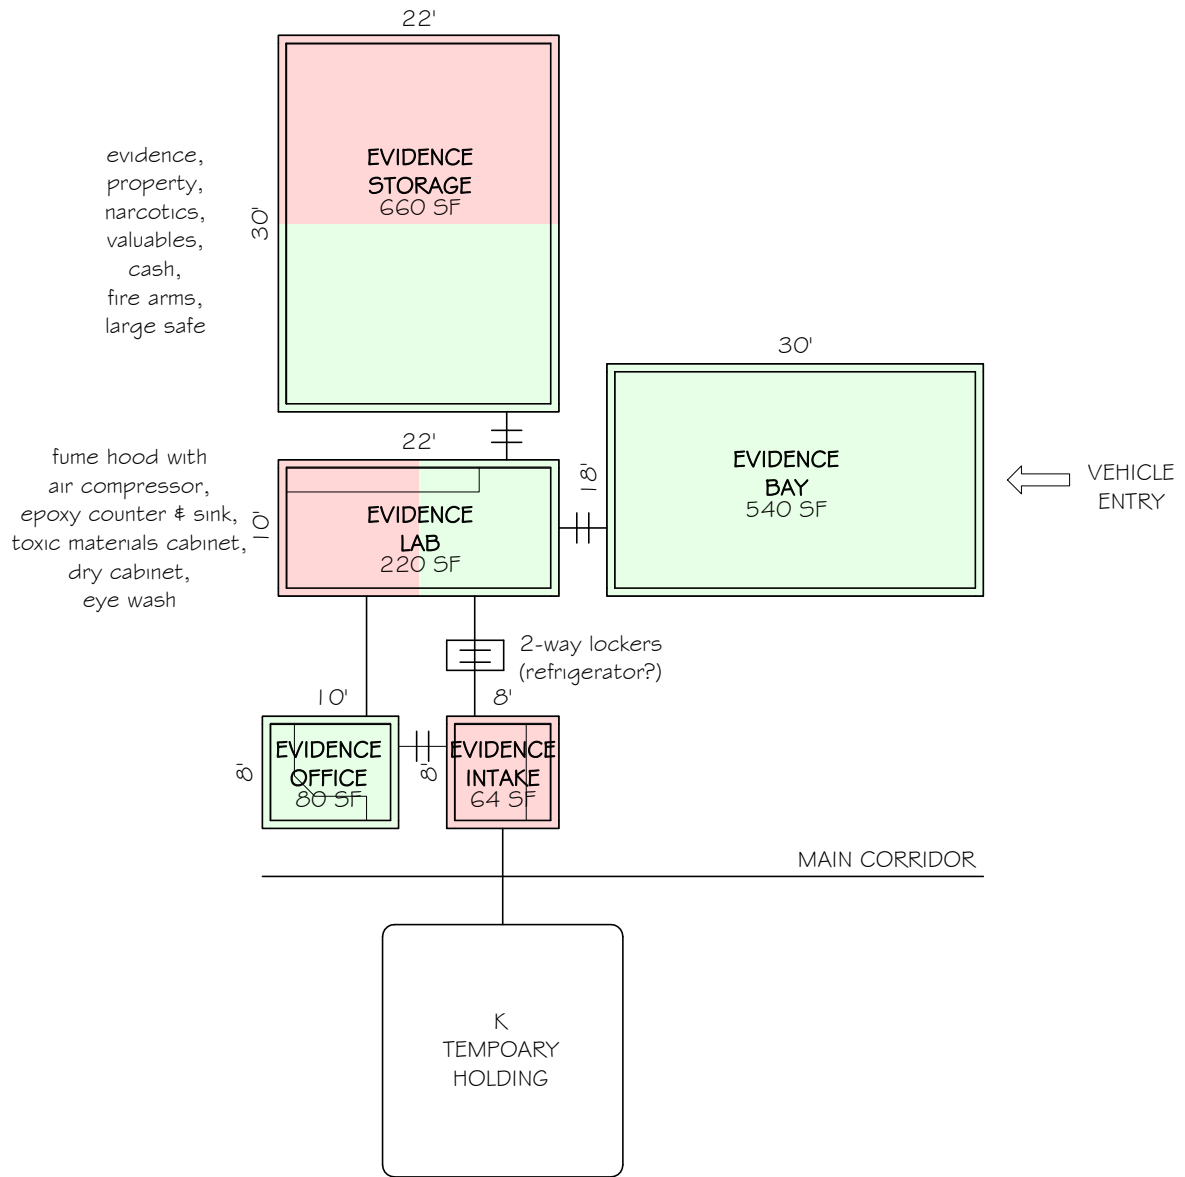 22'
EVIDENCE
STORAGE
660 SF
30'
evidence,
property,
narcotics,
valuables,
cash,
fire arms,
large safe
30'
18'
EVIDENCE
BAY
540 SF
VEHICLE
ENTRY
22'
10'
EVIDENCE
LAB
220 SF
fume hood with
air compressor,
epoxy counter & sink,
toxic materials cabinet,
dry cabinet,
eye wash
2-way lockers
(refrigerator?)
10'
8'
EVIDENCE
OFFICE
80 SF
8'
8'
EVIDENCE
INTAKE
64 SF
MAIN CORRIDOR
K
TEMPOARY
HOLDING